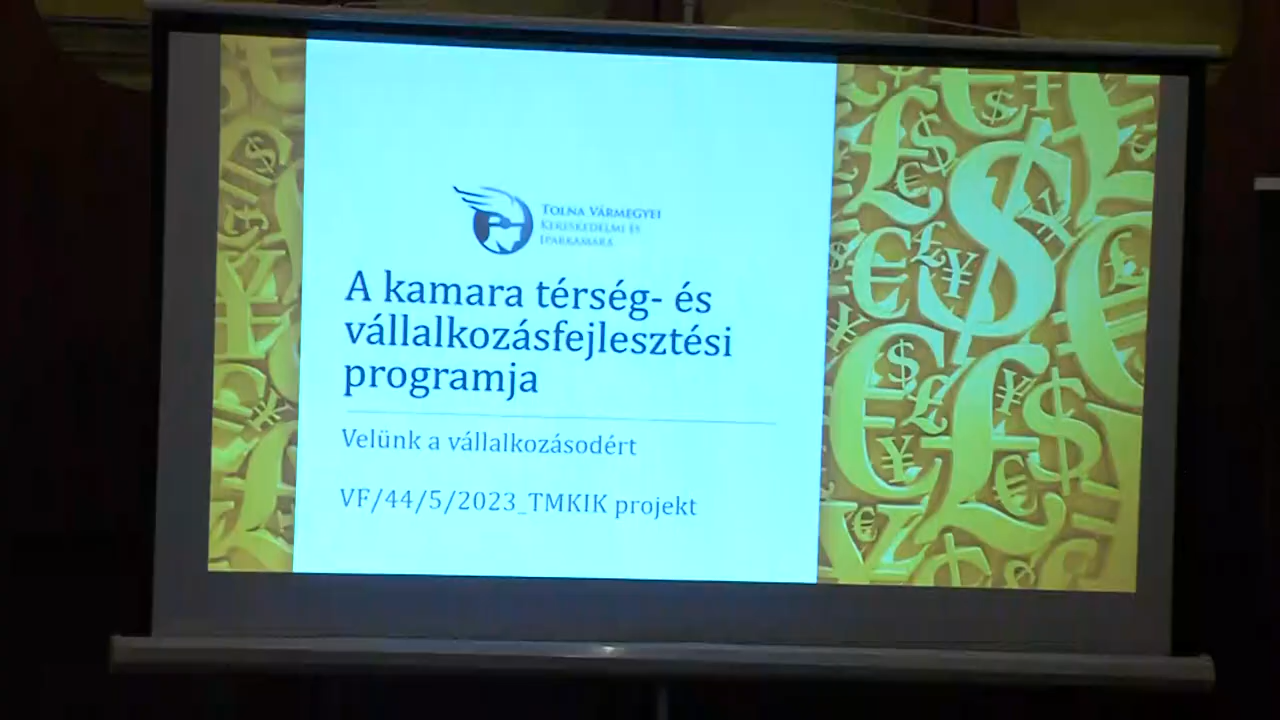 TOLNA VÁRMEGYEI
KERESKEDELMI ÉS
IPARKAMARA
A kamara térség- és
vállalkozásfejlesztési
programja
Velünk a vállalkozásodért
VF/44/5/2023_TMKIK projekt